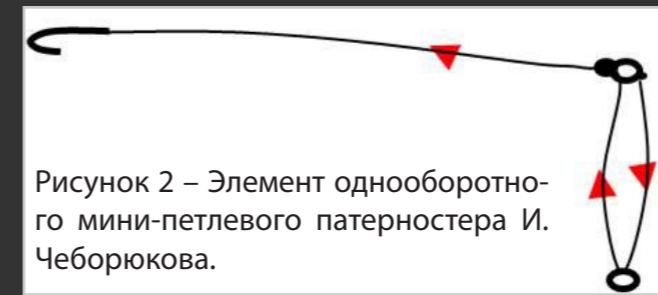 Рисунок 2 – Элемент однооборотно-
го мини-петлевого патерностера И.
Чеборюкова.